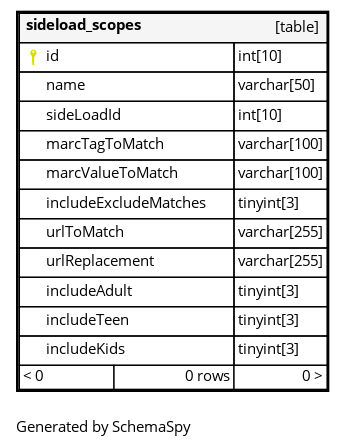 sideload_scopes [table]
id int[10]
name varchar[50]
sideLoadId int[10]
marcTagToMatch varchar[100]
marcValueToMatch varchar[100]
includeExcludeMatches tinyint[3]
urlToMatch varchar[255]
urlReplacement varchar[255]
includeAdult tinyint[3]
includeTeen tinyint[3]
includeKids tinyint[3]
< 0 0 rows 0 >
Generated by SchemaSpy